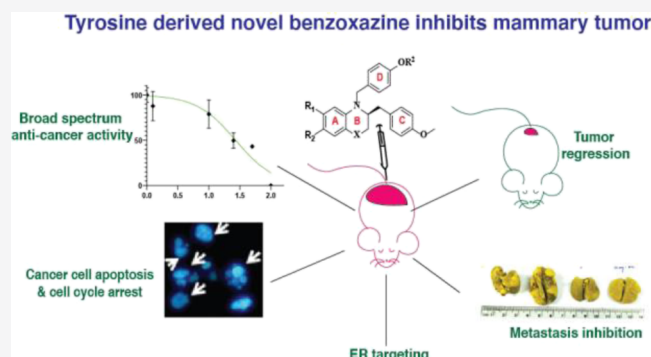 Tyrosine derived novel benzoxazine inhibits mammary tumor
Broad spectrum
anti-cancer activity
100
50
0
0.0 0.5 1.0 1.5 2.0
OR²
D
N
R₁
A
B
C
R₂
X
O
Tumor
regression
Cancer cell apoptosis
& cell cycle arrest
Metastasis inhibition
ER targeting